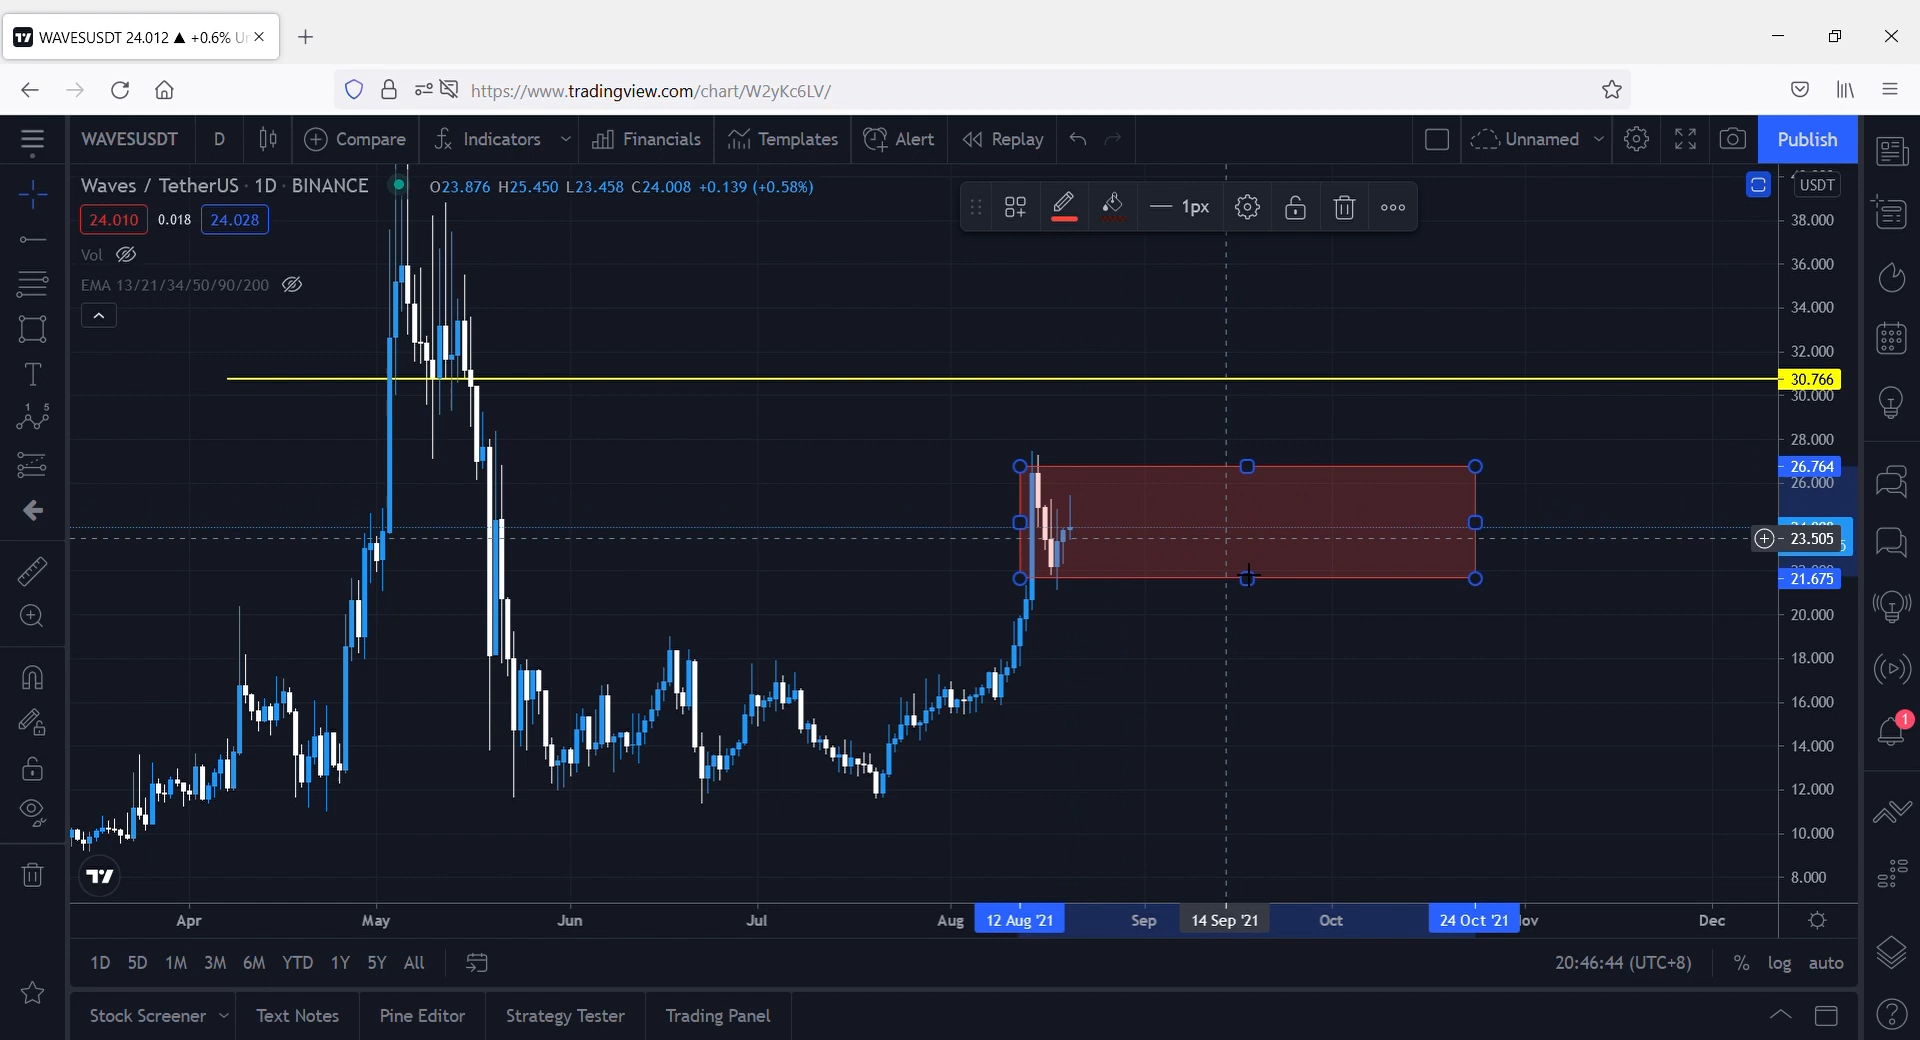 WAVESUSDT 24.012 ▲ +0.6% Un
https://www.tradingview.com/chart/W2yKc6LV/
WAVESUSDT D Compare Indicators Financials Templates Alert Replay Unnamed Publish
Waves / TetherUS · 1D · BINANCE O23.876 H25.450 L23.458 C24.008 +0.139 (+0.58%)
USDT
1px
24.010 0.018 24.028
Vol
EMA 13/21/34/50/90/200
38.000
36.000
34.000
32.000
30.766
30.000
28.000
26.764
26.000
23.505
21.675
20.000
18.000
16.000
14.000
12.000
10.000
8.000
1
Apr May Jun Jul Aug 12 Aug '21 Sep 14 Sep '21 Oct 24 Oct '21 Dec
1D 5D 1M 3M 6M YTD 1Y 5Y All 20:46:44 (UTC+8) % log auto
Stock Screener Text Notes Pine Editor Strategy Tester Trading Panel